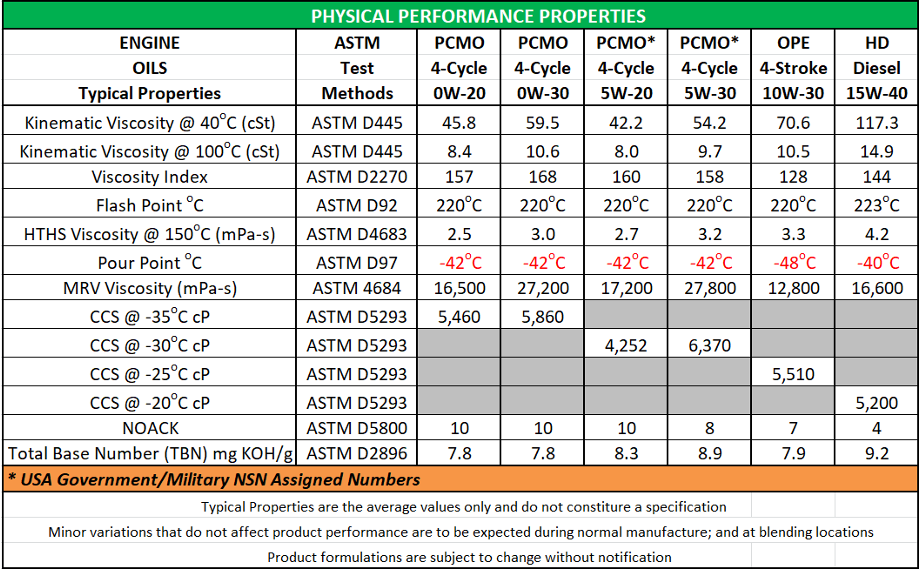 PHYSICAL PERFORMANCE PROPERTIES
ENGINE ASTM PCMO PCMO PCMO* PCMO* OPE HD
OILS Test 4-Cycle 4-Cycle 4-Cycle 4-Cycle 4-Stroke Diesel
Typical Properties Methods 0W-20 0W-30 5W-20 5W-30 10W-30 15W-40
Kinematic Viscosity @ 40°C (cSt) ASTM D445 45.8 59.5 42.2 54.2 70.6 117.3
Kinematic Viscosity @ 100°C (cSt) ASTM D445 8.4 10.6 8.0 9.7 10.5 14.9
Viscosity Index ASTM D2270 157 168 160 158 128 144
Flash Point °C ASTM D92 220°C 220°C 220°C 220°C 220°C 223°C
HTHS Viscosity @ 150°C (mPa-s) ASTM D4683 2.5 3.0 2.7 3.2 3.3 4.2
Pour Point °C ASTM D97 -42°C -42°C -42°C -42°C -48°C -40°C
MRV Viscosity (mPa-s) ASTM 4684 16,500 27,200 17,200 27,800 12,800 16,600
CCS @ -35°C cP ASTM D5293 5,460 5,860
CCS @ -30°C cP ASTM D5293 4,252 6,370
CCS @ -25°C cP ASTM D5293 5,510
CCS @ -20°C cP ASTM D5293 5,200
NOACK ASTM D5800 10 10 10 8 7 4
Total Base Number (TBN) mg KOH/g ASTM D2896 7.8 7.8 8.3 8.9 7.9 9.2
* USA Government/Military NSN Assigned Numbers
Typical Properties are the average values only and do not constitute a specification
Minor variations that do not affect product performance are to be expected during normal manufacture; and at blending locations
Product formulations are subject to change without notification